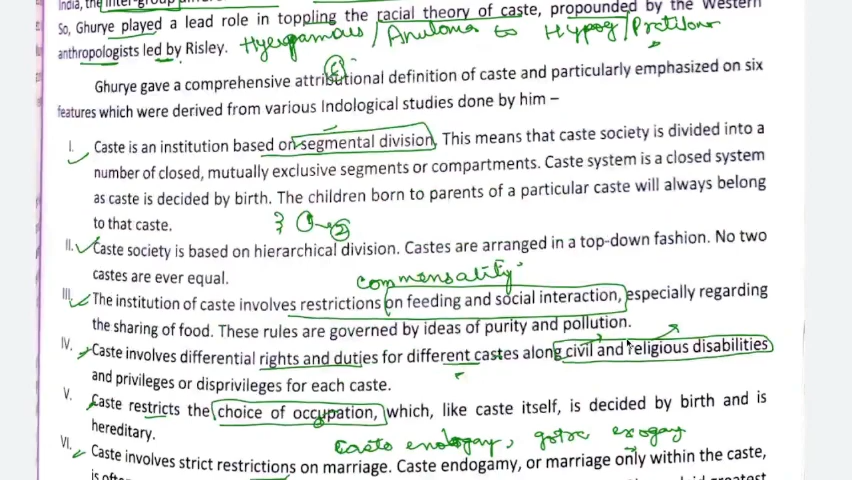 India, the inter-group
So, Ghurye played a lead role in toppling the racial theory of caste, propounded by the Western
anthropologists led by Risley. Hypergamous / Anuloma to Hypog/Pratilom
6
Ghurye gave a comprehensive attributional definition of caste and particularly emphasized on six
features which were derived from various Indological studies done by him –
I. Caste is an institution based on segmental division. This means that caste society is divided into a
number of closed, mutually exclusive segments or compartments. Caste system is a closed system
as caste is decided by birth. The children born to parents of a particular caste will always belong
to that caste.
1 2
II. Caste society is based on hierarchical division. Castes are arranged in a top-down fashion. No two
castes are ever equal. commensality
III. The institution of caste involves restrictions on feeding and social interaction, especially regarding
the sharing of food. These rules are governed by ideas of purity and pollution.
IV. Caste involves differential rights and duties for different castes along civil and religious disabilities
and privileges or disprivileges for each caste.
V. Caste restricts the choice of occupation, which, like caste itself, is decided by birth and is
hereditary.
Caste endogay, gotra exogay
VI. Caste involves strict restrictions on marriage. Caste endogamy, or marriage only within the caste,
is often